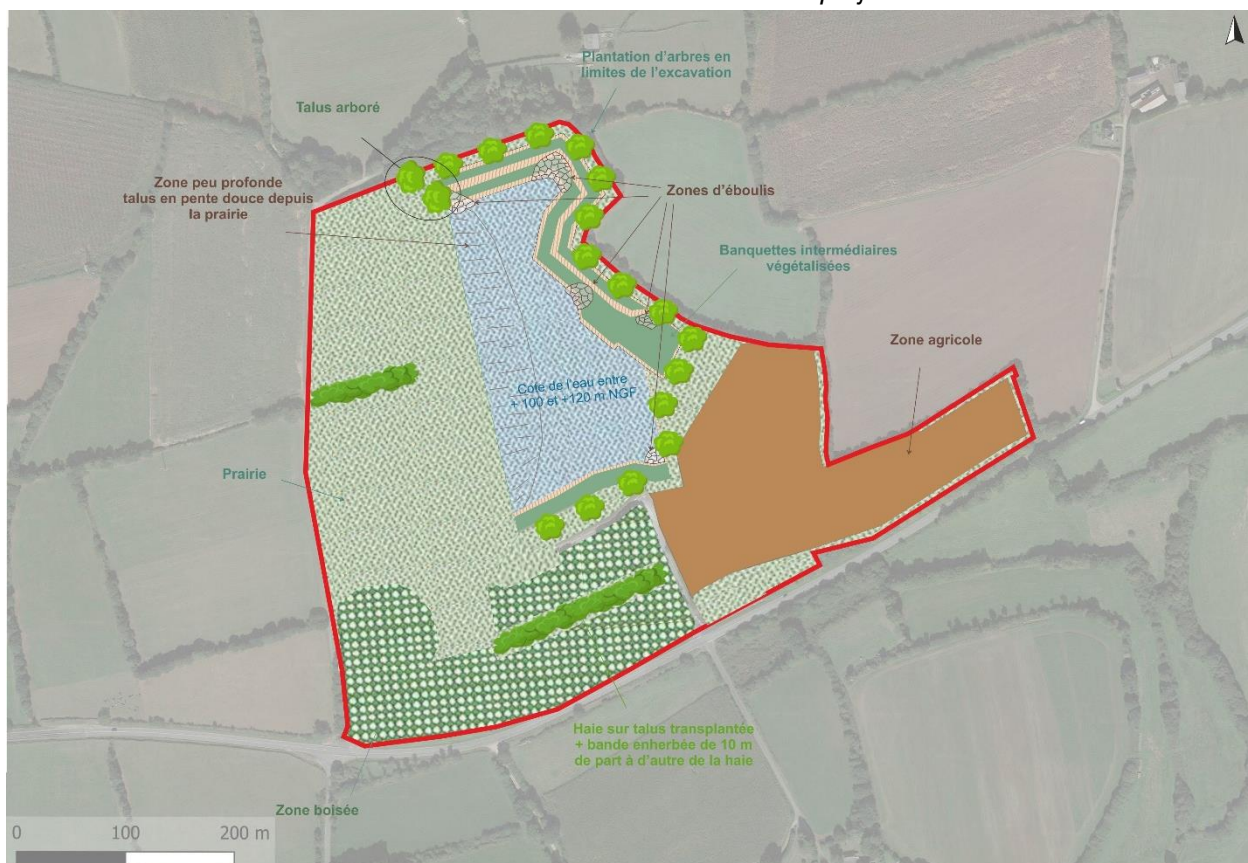 Plantation d'arbres en
limites de l'excavation
Talus arboré
Zone peu profonde
talus en pente douce depuis
la prairie
Zones d'éboulis
Banquettes intermédiaires
végétalisées
Zone agricole
Cote de l'eau entre
+ 100 et +120 m NGF
Prairie
Haie sur talus transplantée
+ bande enherbée de 10 m
de part à d'autre de la haie
Zone boisée
0 100 200 m